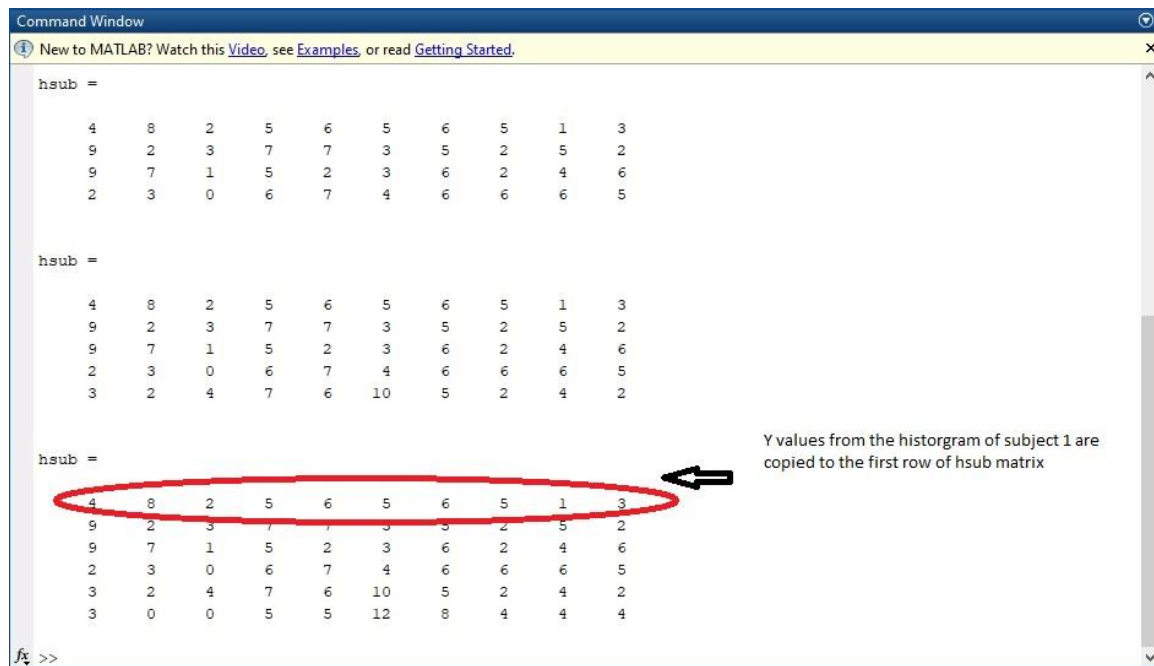 Command Window
New to MATLAB? Watch this Video, see Examples, or read Getting Started.
hsub =
4 8 2 5 6 5 6 5 1 3
9 2 3 7 7 3 5 2 5 2
9 7 1 5 2 3 6 2 4 6
2 3 0 6 7 4 6 6 6 5
hsub =
4 8 2 5 6 5 6 5 1 3
9 2 3 7 7 3 5 2 5 2
9 7 1 5 2 3 6 2 4 6
2 3 0 6 7 4 6 6 6 5
3 2 4 7 6 10 5 2 4 2
Y values from the historgram of subject 1 are
copied to the first row of hsub matrix
hsub =
4 8 2 5 6 5 6 5 1 3
9 2 3 7 7 3 5 2 5 2
9 7 1 5 2 3 6 2 4 6
2 3 0 6 7 4 6 6 6 5
3 2 4 7 6 10 5 2 4 2
3 0 0 5 5 12 8 4 4 4
fx >>